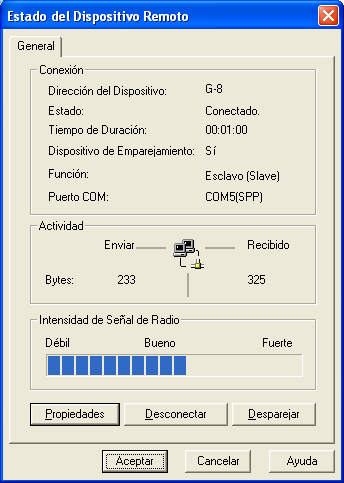 Estado del Dispositivo Remoto
General
Conexión
Dirección del Dispositivo: G-8
Estado: Conectado.
Tiempo de Duración: 00:01:00
Dispositivo de Emparejamiento: Sí
Función: Esclavo (Slave)
Puerto COM: COM5(SPP)
Actividad
Enviar Recibido
Bytes: 233 325
Intensidad de Señal de Radio
Débil Bueno Fuerte
Propiedades Desconectar Desparejar
Aceptar Cancelar Ayuda